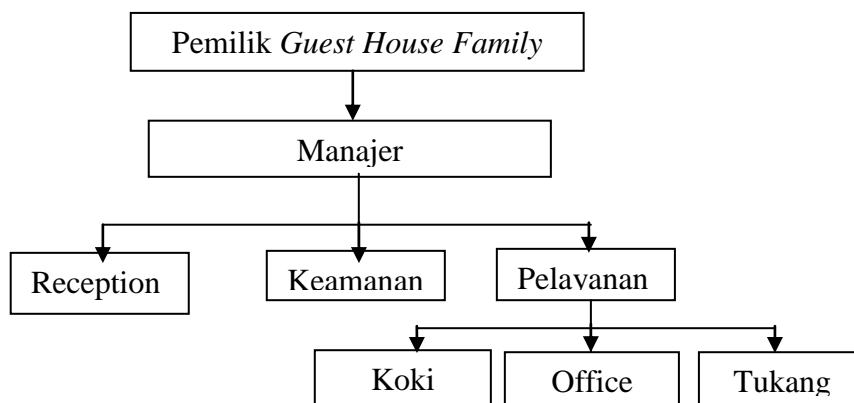 Pemilik Guest House Family
Manajer
Reception
Keamanan
Pelayanan
Koki
Office
Tukang